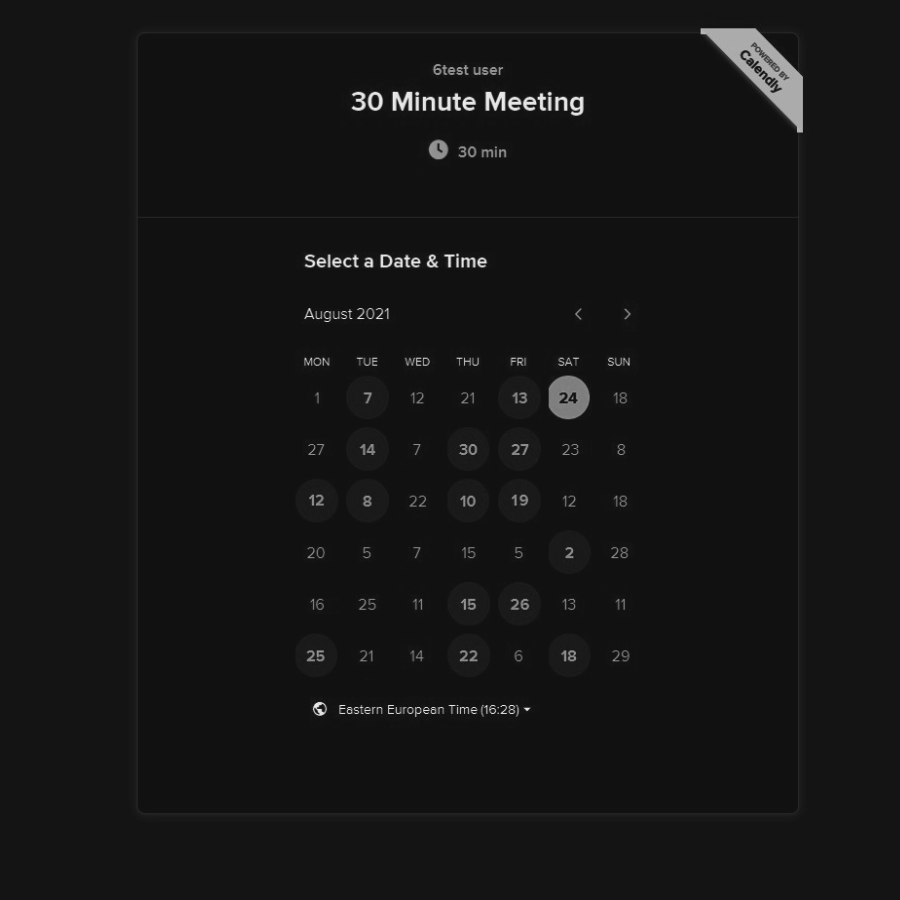 POWERED BY
Calendly
6test user
30 Minute Meeting
30 min
Select a Date & Time
August 2021
MON TUE WED THU FRI SAT SUN
1 7 12 21 13 24 18
27 14 7 30 27 23 8
12 8 22 10 19 12 18
20 5 7 15 5 2 28
16 25 11 15 26 13 11
25 21 14 22 6 18 29
Eastern European Time (16:28)